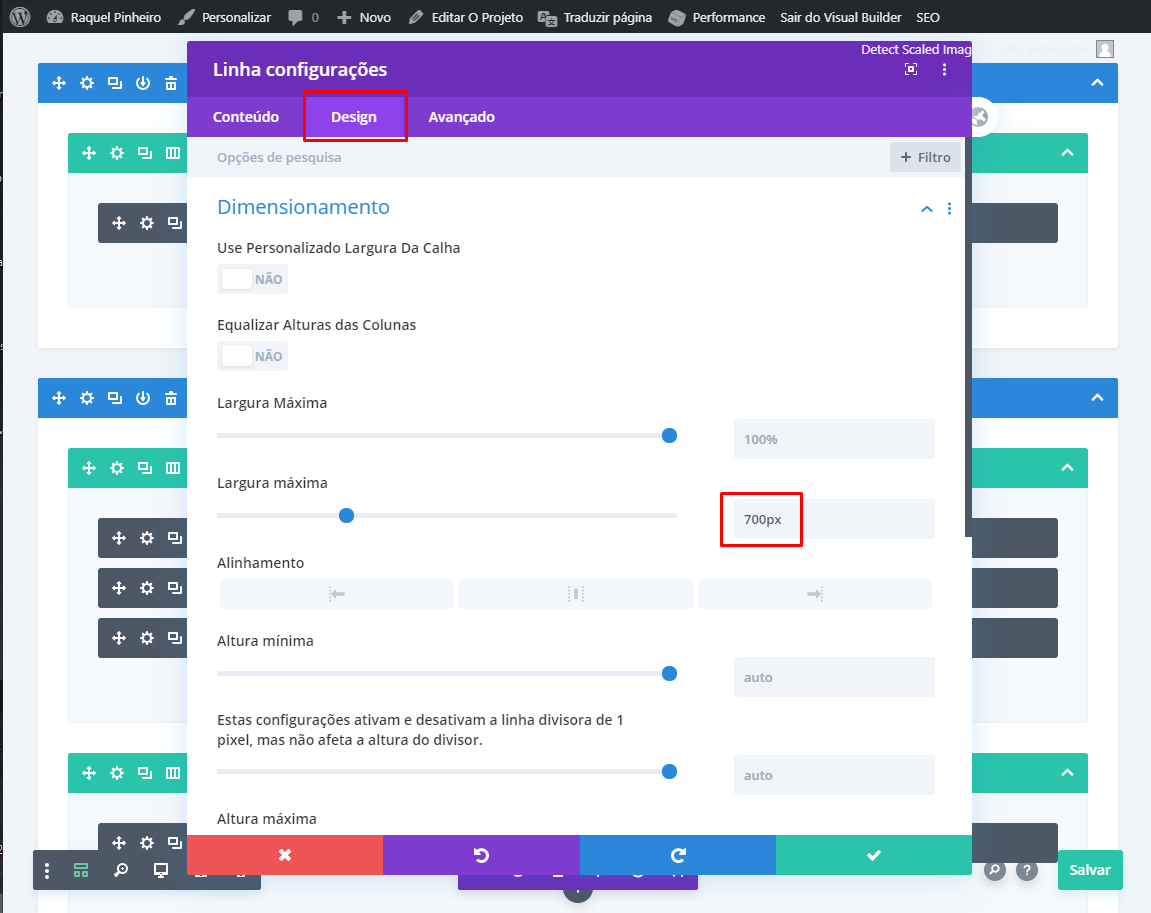 Raquel Pinheiro Personalizar 0 Novo Editar O Projeto Traduzir página Performance Sair do Visual Builder SEO
Detect Scaled Imag
Linha configurações
Conteúdo Design Avançado
Opções de pesquisa + Filtro
Dimensionamento
Use Personalizado Largura Da Calha
NÃO
Equalizar Alturas das Colunas
NÃO
Largura Máxima
100%
Largura máxima
700px
Alinhamento
Altura mínima
auto
Estas configurações ativam e desativam a linha divisora de 1
pixel, mas não afeta a altura do divisor.
auto
Altura máxima
? Salvar